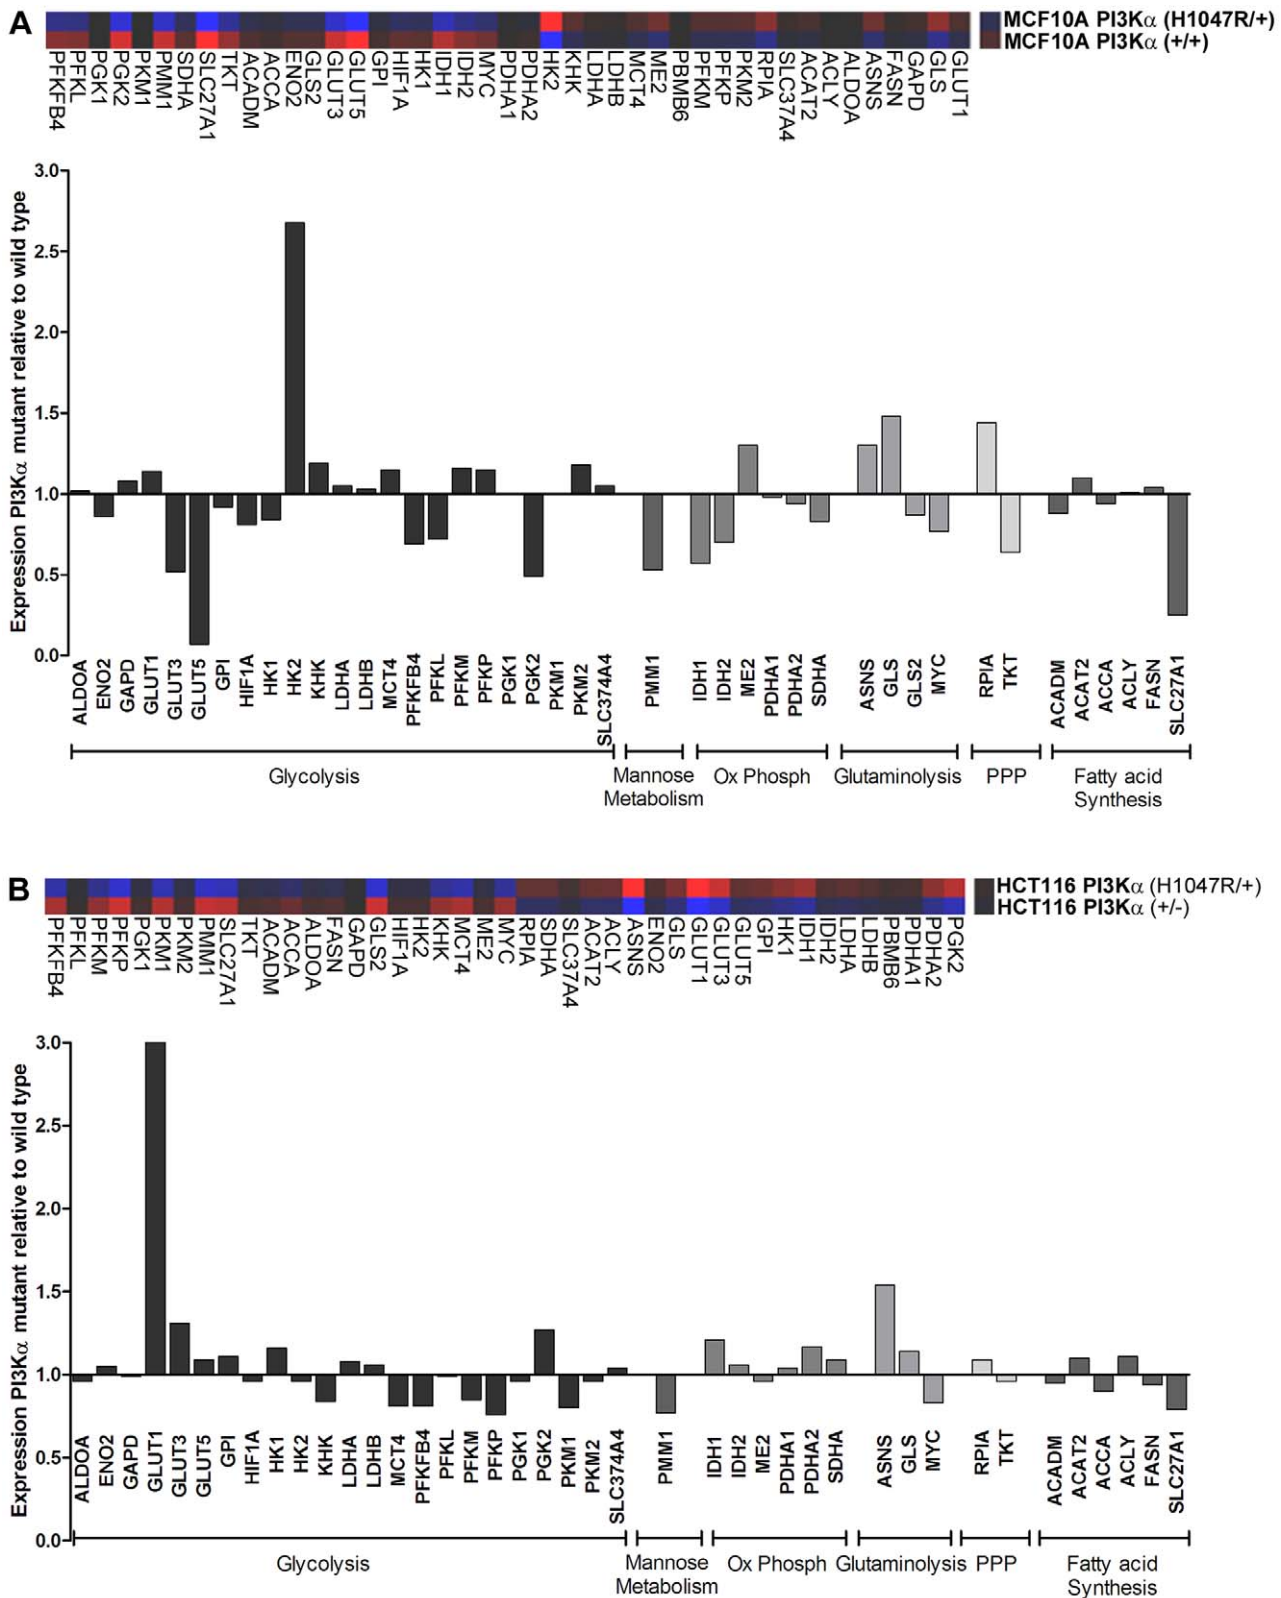 A
MCF10A PI3Kα (H1047R/+)
MCF10A PI3Kα (+/+)
PFKFB4 PFKL PGK1 PGK2 PKM1 PMM1 SDHA SLC27A1 TKT ACADM ACCA ENO2 GLS2 GLUT3 GLUT5 GPI HIF1A HK1 IDH1 IDH2 MYC PDHA1 PDHA2 HK2 KHK LDHA LDHB MCT4 ME2 PBMB6 PFKM PFKP PKM2 RPIA SLC37A4 ACAT2 ACLY ALDOA ASNS FASN GAPD GLS GLUT1
Expression PI3Kα mutant relative to wild type
3.0
2.5
2.0
1.5
1.0
0.5
0.0
ALDOA ENO2 GAPD GLUT1 GLUT3 GLUT5 GPI HIF1A HK1 HK2 KHK LDHA LDHB MCT4 PFKFB4 PFKL PFKM PFKP PGK1 PGK2 PKM1 PKM2 SLC374A4 PMM1 IDH1 IDH2 ME2 PDHA1 PDHA2 SDHA ASNS GLS GLS2 MYC RPIA TKT ACADM ACAT2 ACCA ACLY FASN SLC27A1
Glycolysis Mannose Ox Phosph Glutaminolysis PPP Fatty acid
Metabolism Synthesis
B
HCT116 PI3Kα (H1047R/+)
HCT116 PI3Kα (+/-)
PFKFB4 PFKL PFKM PFKP PGK1 PKM1 PKM2 PMM1 SLC27A1 TKT ACADM ACCA ALDOA FASN GAPD GLS2 HIF1A HK2 KHK MCT4 ME2 MYC RPIA SDHA SLC37A4 ACAT2 ACLY ASNS ENO2 GLS GLUT1 GLUT3 GLUT5 GPI HK1 IDH1 IDH2 LDHA LDHB PBMB6 PDHA1 PDHA2 PGK2
Expression PI3Kα mutant relative to wild type
3.0
2.5
2.0
1.5
1.0
0.5
0.0
ALDOA ENO2 GAPD GLUT1 GLUT3 GLUT5 GPI HIF1A HK1 HK2 KHK LDHA LDHB MCT4 PFKFB4 PFKL PFKM PFKP PGK1 PGK2 PKM1 PKM2 SLC374A4 PMM1 IDH1 IDH2 ME2 PDHA1 PDHA2 SDHA ASNS GLS MYC RPIA TKT ACADM ACAT2 ACCA ACLY FASN SLC27A1
Glycolysis Mannose Ox Phosph Glutaminolysis PPP Fatty acid
Metabolism Synthesis